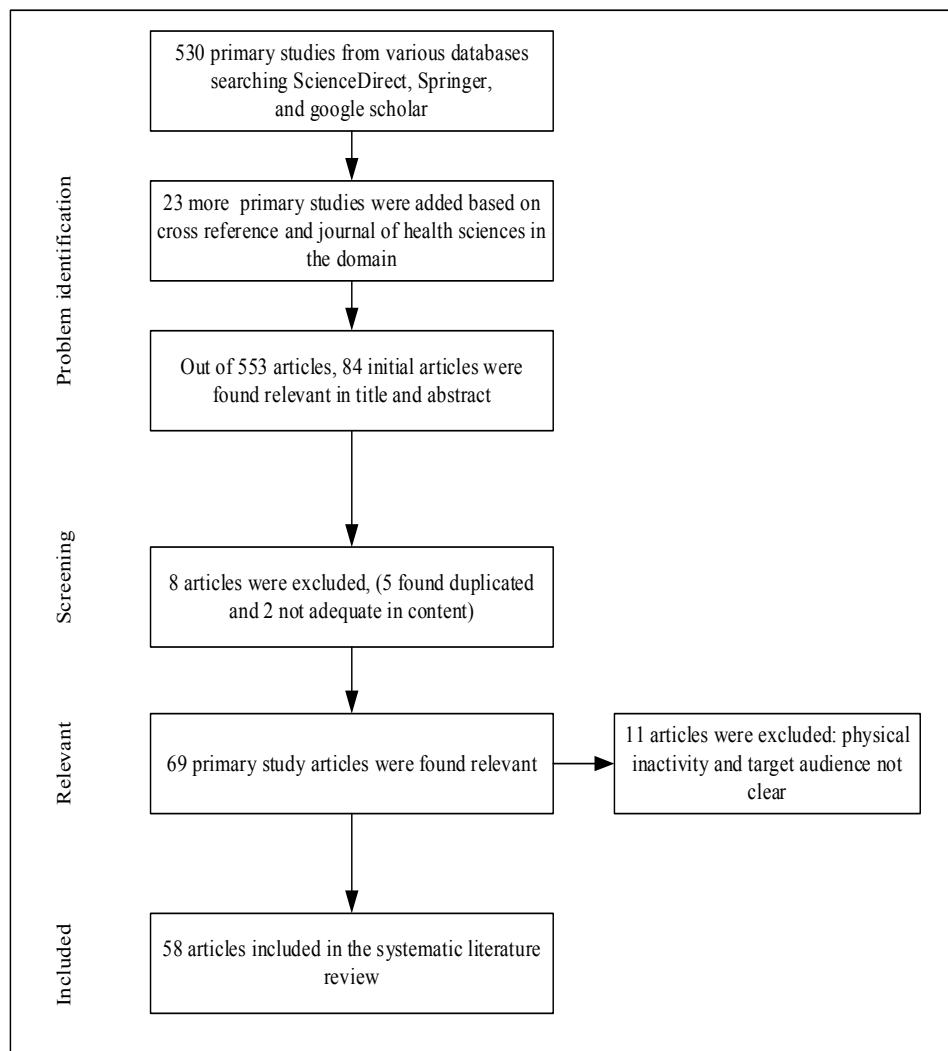 530 primary studies from various databases
searching ScienceDirect, Springer,
and google scholar
Problem identification
23 more primary studies were added based on
cross reference and journal of health sciences in
the domain
Out of 553 articles, 84 initial articles were
found relevant in title and abstract
Screening
8 articles were excluded, (5 found duplicated
and 2 not adequate in content)
Relevant
69 primary study articles were found relevant
11 articles were excluded: physical
inactivity and target audience not
clear
Included
58 articles included in the systematic literature
review